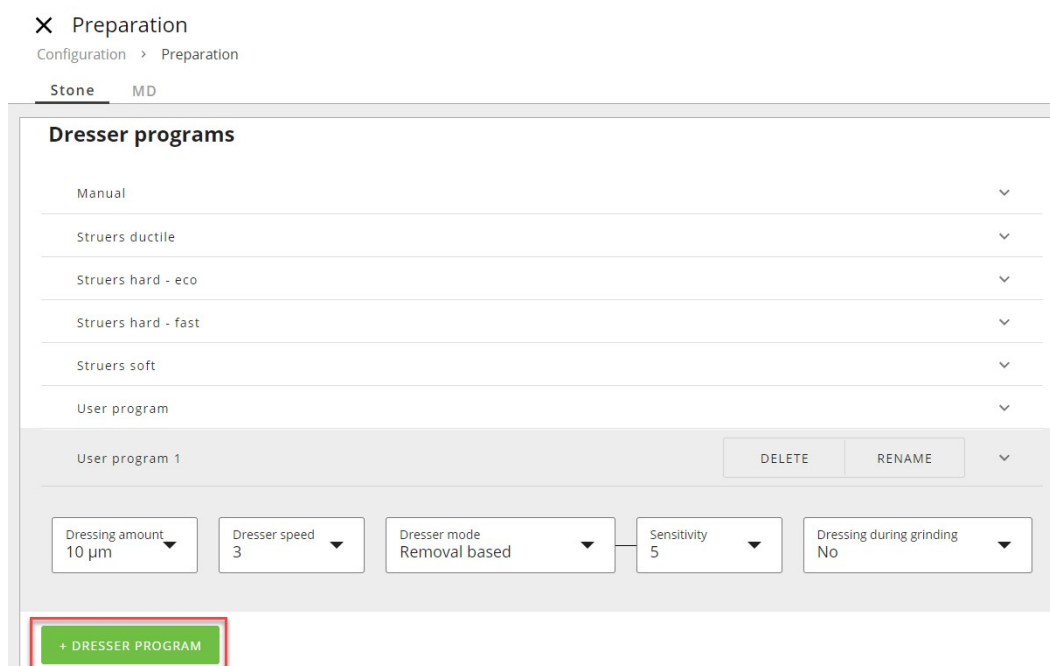 Preparation
Configuration > Preparation
Stone MD
Dresser programs
Manual
Struers ductile
Struers hard - eco
Struers hard - fast
Struers soft
User program
User program 1 DELETE RENAME
Dressing amount Dresser speed Dresser mode Sensitivity Dressing during grinding
10 µm 3 Removal based 5 No
+ DRESSER PROGRAM